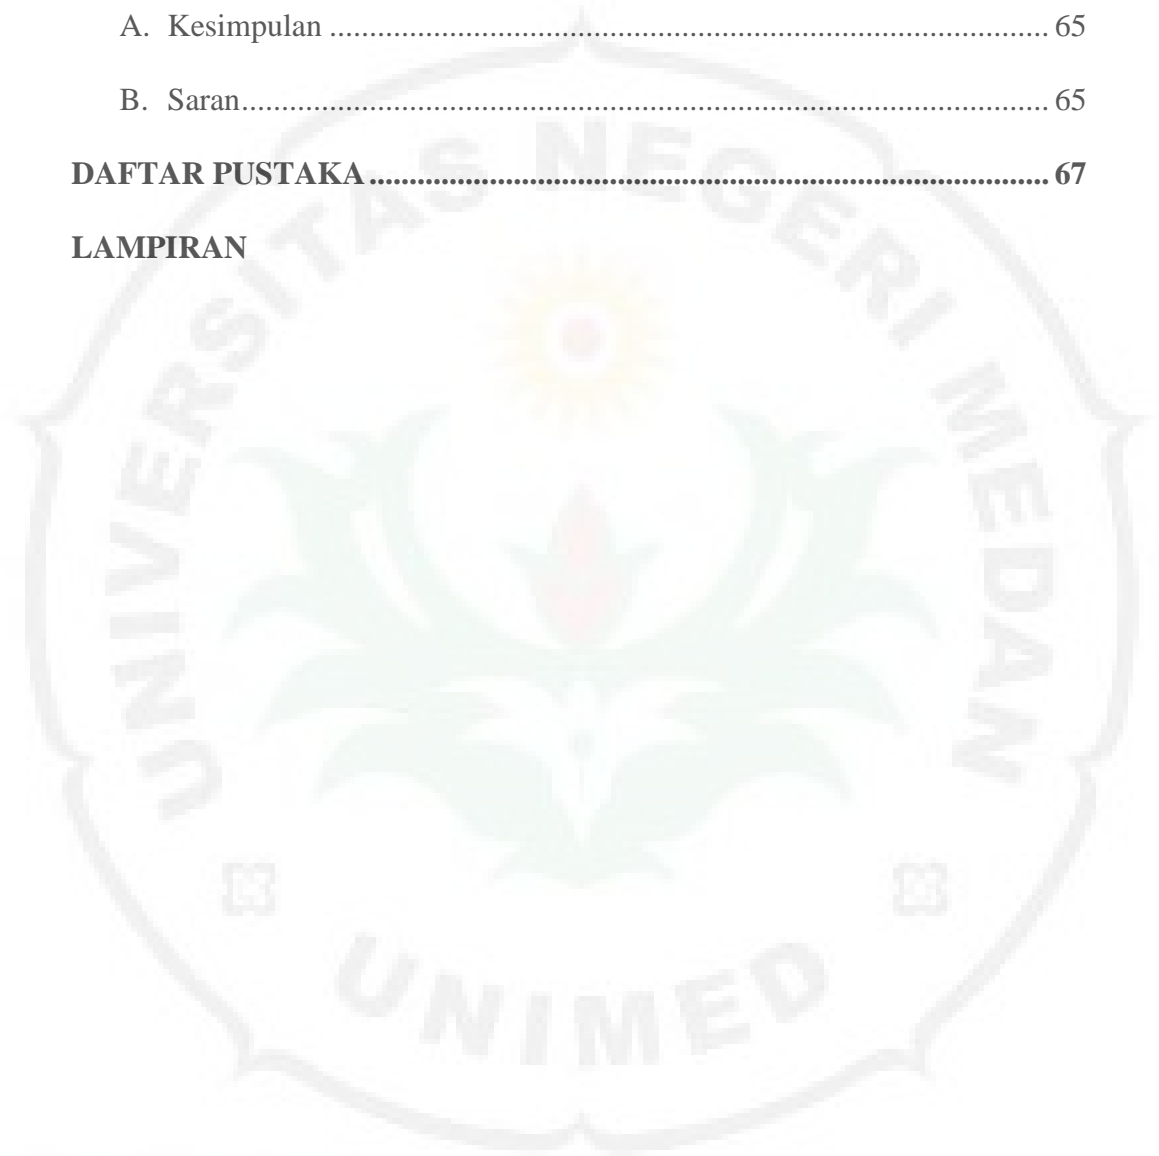 A. Kesimpulan .......................................................................................... 65
B. Saran..................................................................................................... 65
DAFTAR PUSTAKA..................................................................................... 67
LAMPIRAN
UNIVERSITAS NEGERI MEDAN
UNIMED